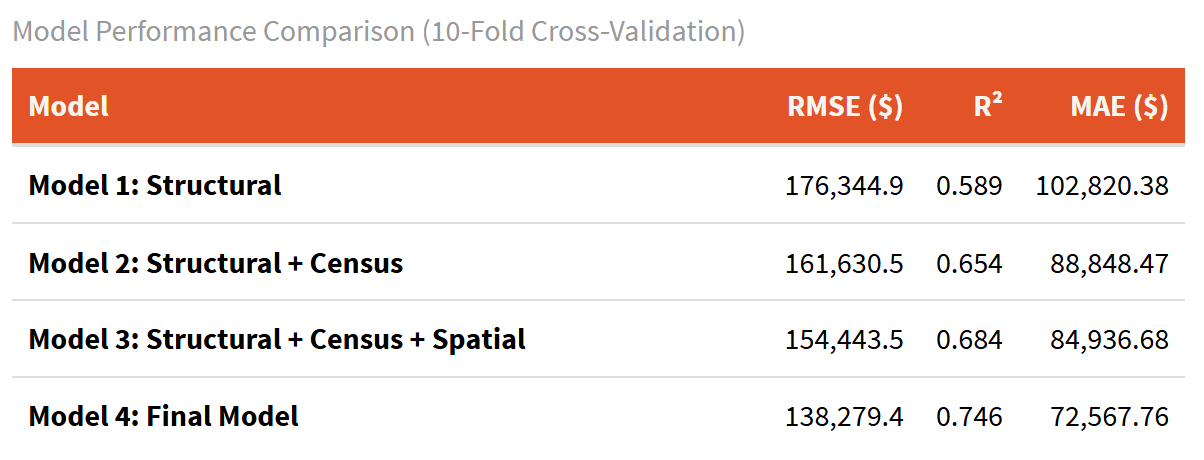 Model Performance Comparison (10-Fold Cross-Validation)
Model RMSE ($) R² MAE ($)
Model 1: Structural 176,344.9 0.589 102,820.38
Model 2: Structural + Census 161,630.5 0.654 88,848.47
Model 3: Structural + Census + Spatial 154,443.5 0.684 84,936.68
Model 4: Final Model 138,279.4 0.746 72,567.76